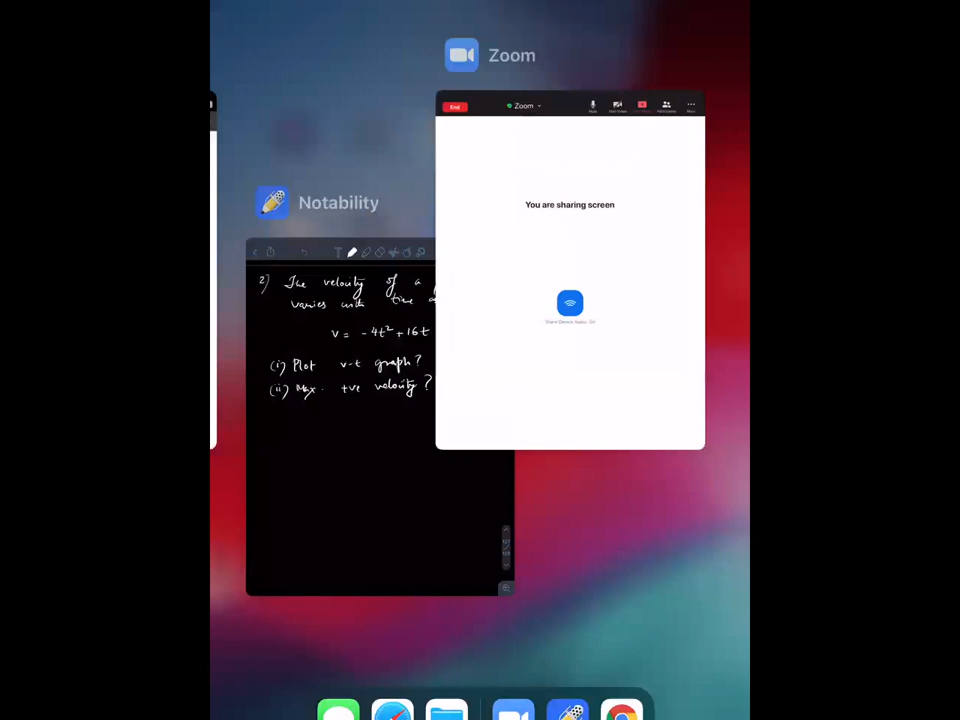 Zoom
End
Zoom
You are sharing screen
Notability
2) The velocity of a
varies with time
v = -4t² + 16t
(i) Plot v-t graph?
(ii) Max. +ve velocity?